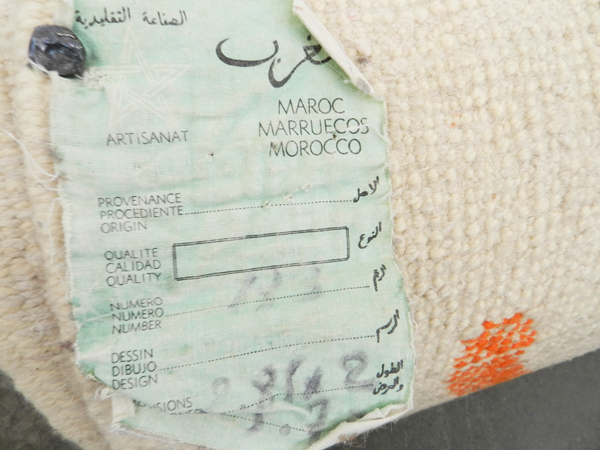 الصناعة التقليدية
ARTiSANAT
MAROC
MARRUECOS
MOROCCO
PROVENANCE
PROCEDIENTE
ORIGIN
الأصل
QUALITE
CALIDAD
QUALITY
النوع
NUMERO
NUMERO
NUMBER
الرقم
DESSIN
DIBUJO
DESIGN
الرسم
الطول
والعرض